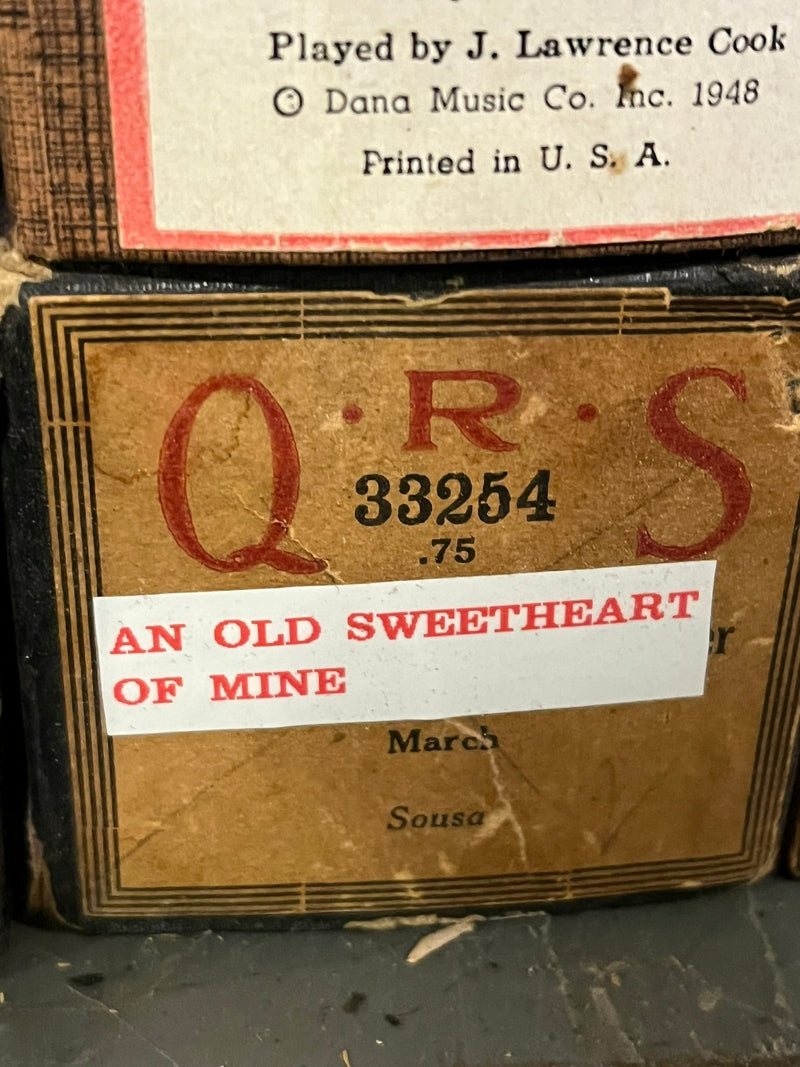 Played by J. Lawrence Cook
© Dana Music Co. Inc. 1948
Printed in U. S. A.
Q · R · S
33254
.75
AN OLD SWEETHEART
OF MINE
er
March
Sousa